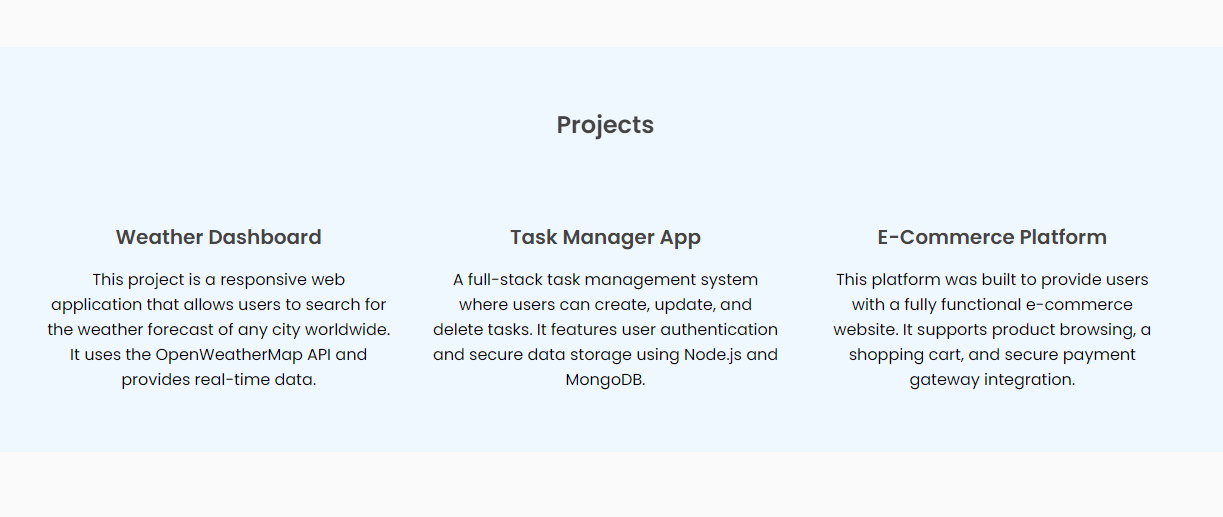 Projects
Weather Dashboard
This project is a responsive web
application that allows users to search for
the weather forecast of any city worldwide.
It uses the OpenWeatherMap API and
provides real-time data.
Task Manager App
A full-stack task management system
where users can create, update, and
delete tasks. It features user authentication
and secure data storage using Node.js and
MongoDB.
E-Commerce Platform
This platform was built to provide users
with a fully functional e-commerce
website. It supports product browsing, a
shopping cart, and secure payment
gateway integration.